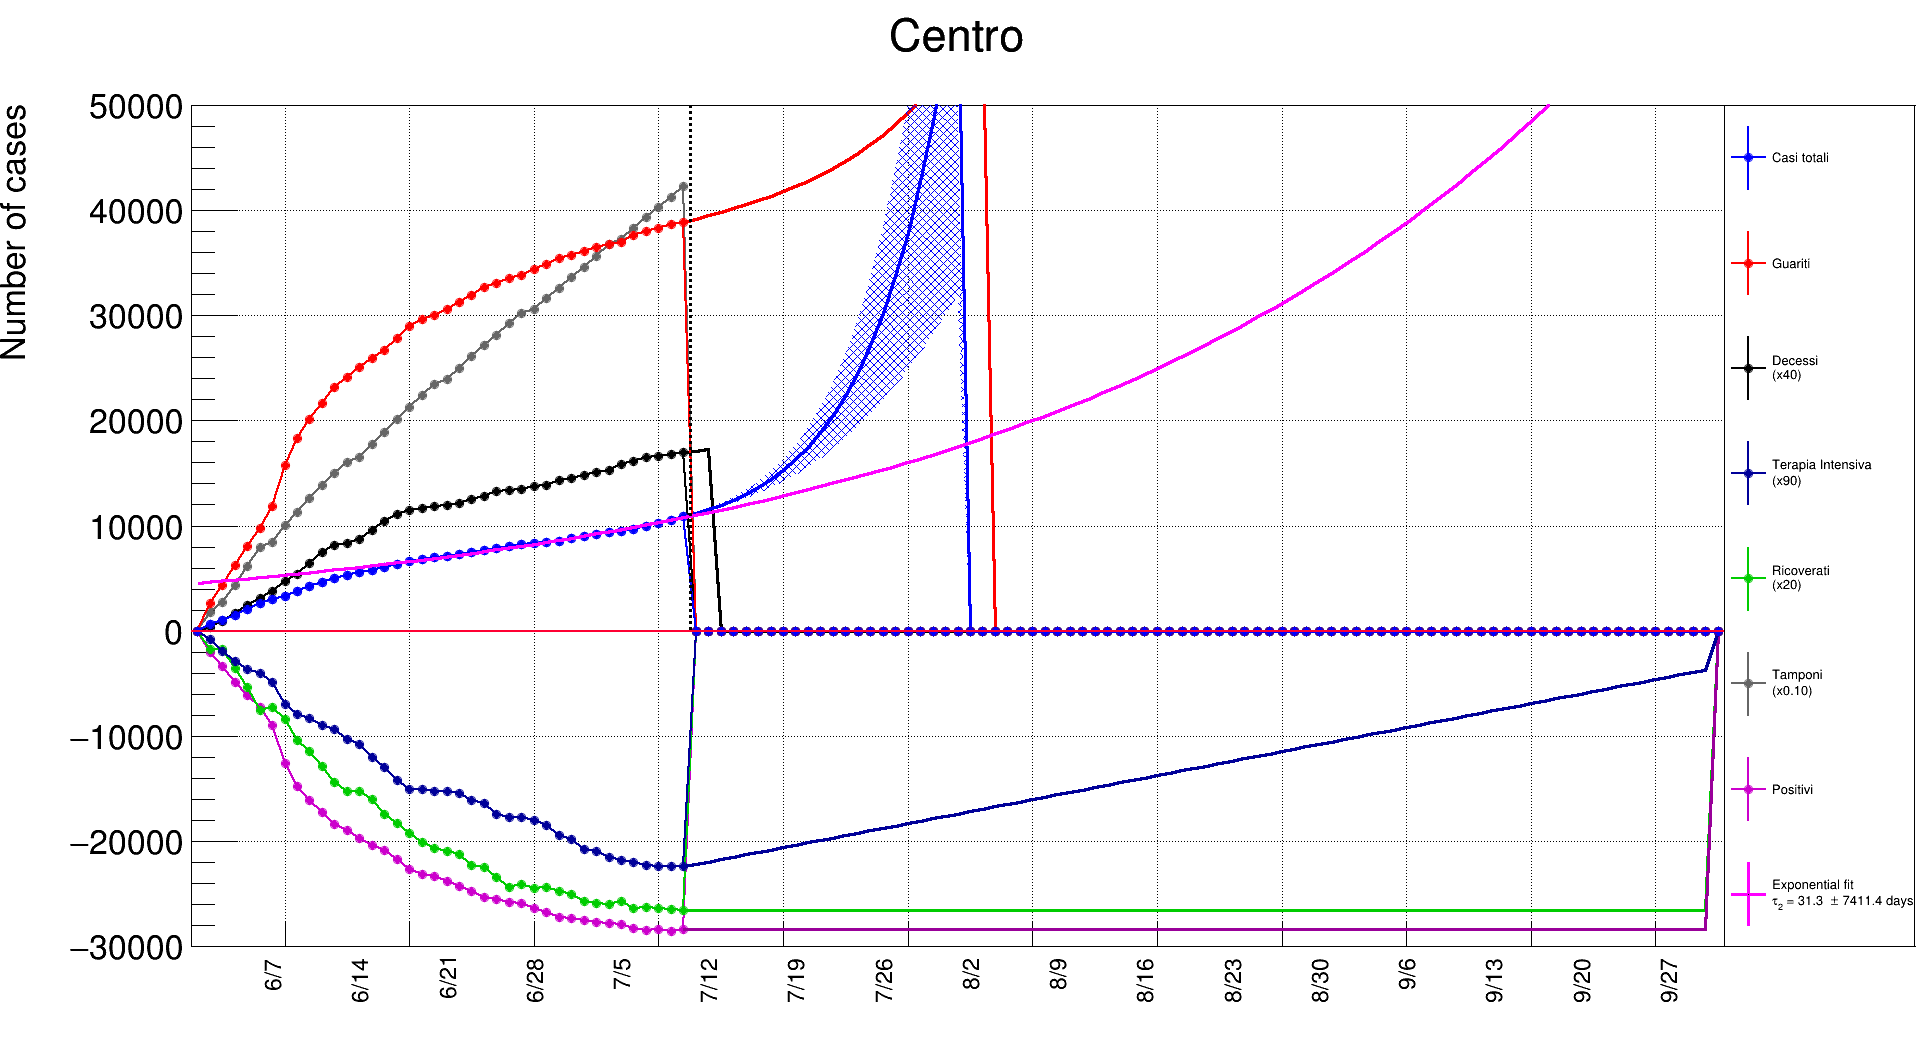 Centro
Number of cases
50000
40000
30000
20000
10000
0
−10000
−20000
−30000
6/7
6/14
6/21
6/28
7/5
7/12
7/19
7/26
8/2
8/9
8/16
8/23
8/30
9/6
9/13
9/20
9/27
Casi totali
Guariti
Decessi
(x40)
Terapia Intensiva
(x90)
Ricoverati
(x20)
Tamponi
(x0.10)
Positivi
Exponential fit
τ₂ = 31.3 ± 7411.4 days